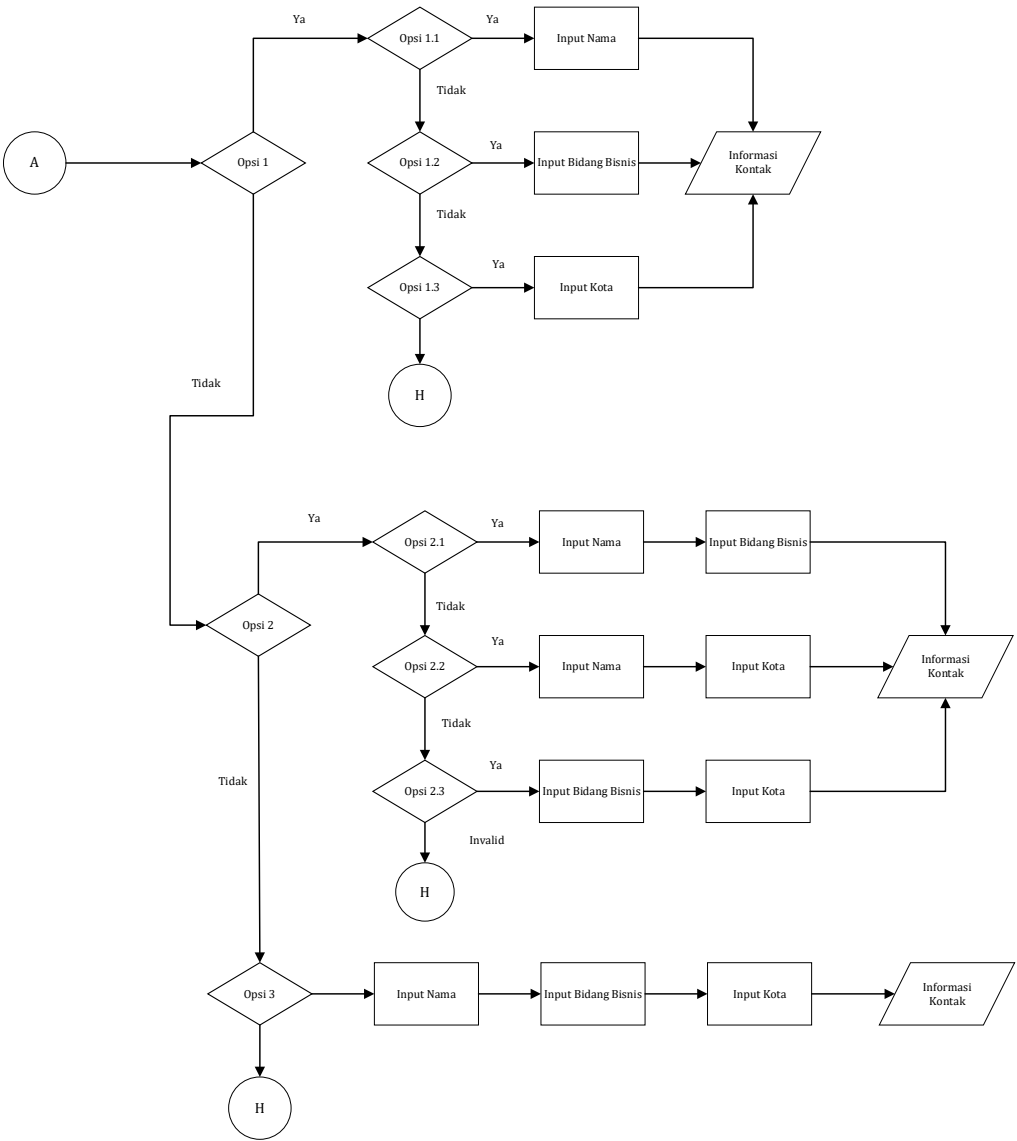 Ya
Opsi 1.1
Ya
Input Nama
Tidak
A
Opsi 1
Opsi 1.2
Ya
Input Bidang Bisnis
Informasi
Kontak
Tidak
Opsi 1.3
Ya
Input Kota
Tidak
H
Ya
Opsi 2.1
Ya
Input Nama
Input Bidang Bisnis
Tidak
Opsi 2
Opsi 2.2
Ya
Input Nama
Input Kota
Informasi
Kontak
Tidak
Tidak
Opsi 2.3
Ya
Input Bidang Bisnis
Input Kota
Invalid
H
Opsi 3
Input Nama
Input Bidang Bisnis
Input Kota
Informasi
Kontak
H